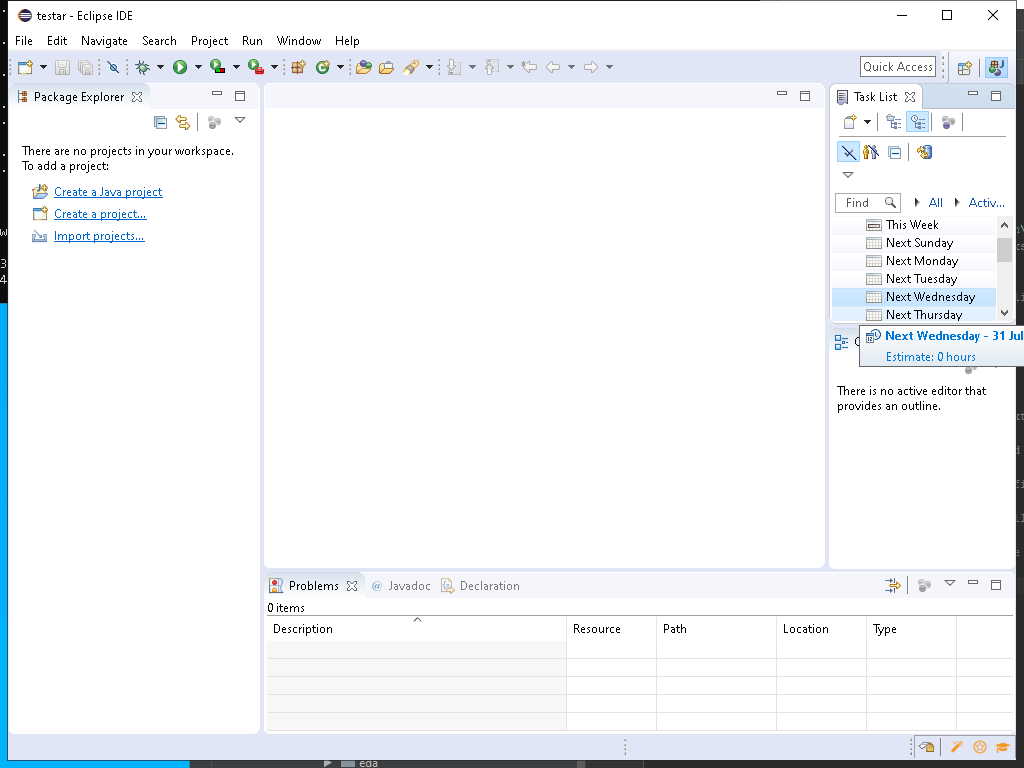 testar - Eclipse IDE
File Edit Navigate Search Project Run Window Help
Quick Access
Package Explorer
There are no projects in your workspace.
To add a project:
Create a Java project
Create a project...
Import projects...
Task List
Find All Activ...
This Week
Next Sunday
Next Monday
Next Tuesday
Next Wednesday
Next Thursday
Next Wednesday - 31 Jul
Estimate: 0 hours
There is no active editor that
provides an outline.
Problems @ Javadoc Declaration
0 items
Description Resource Path Location Type
eda